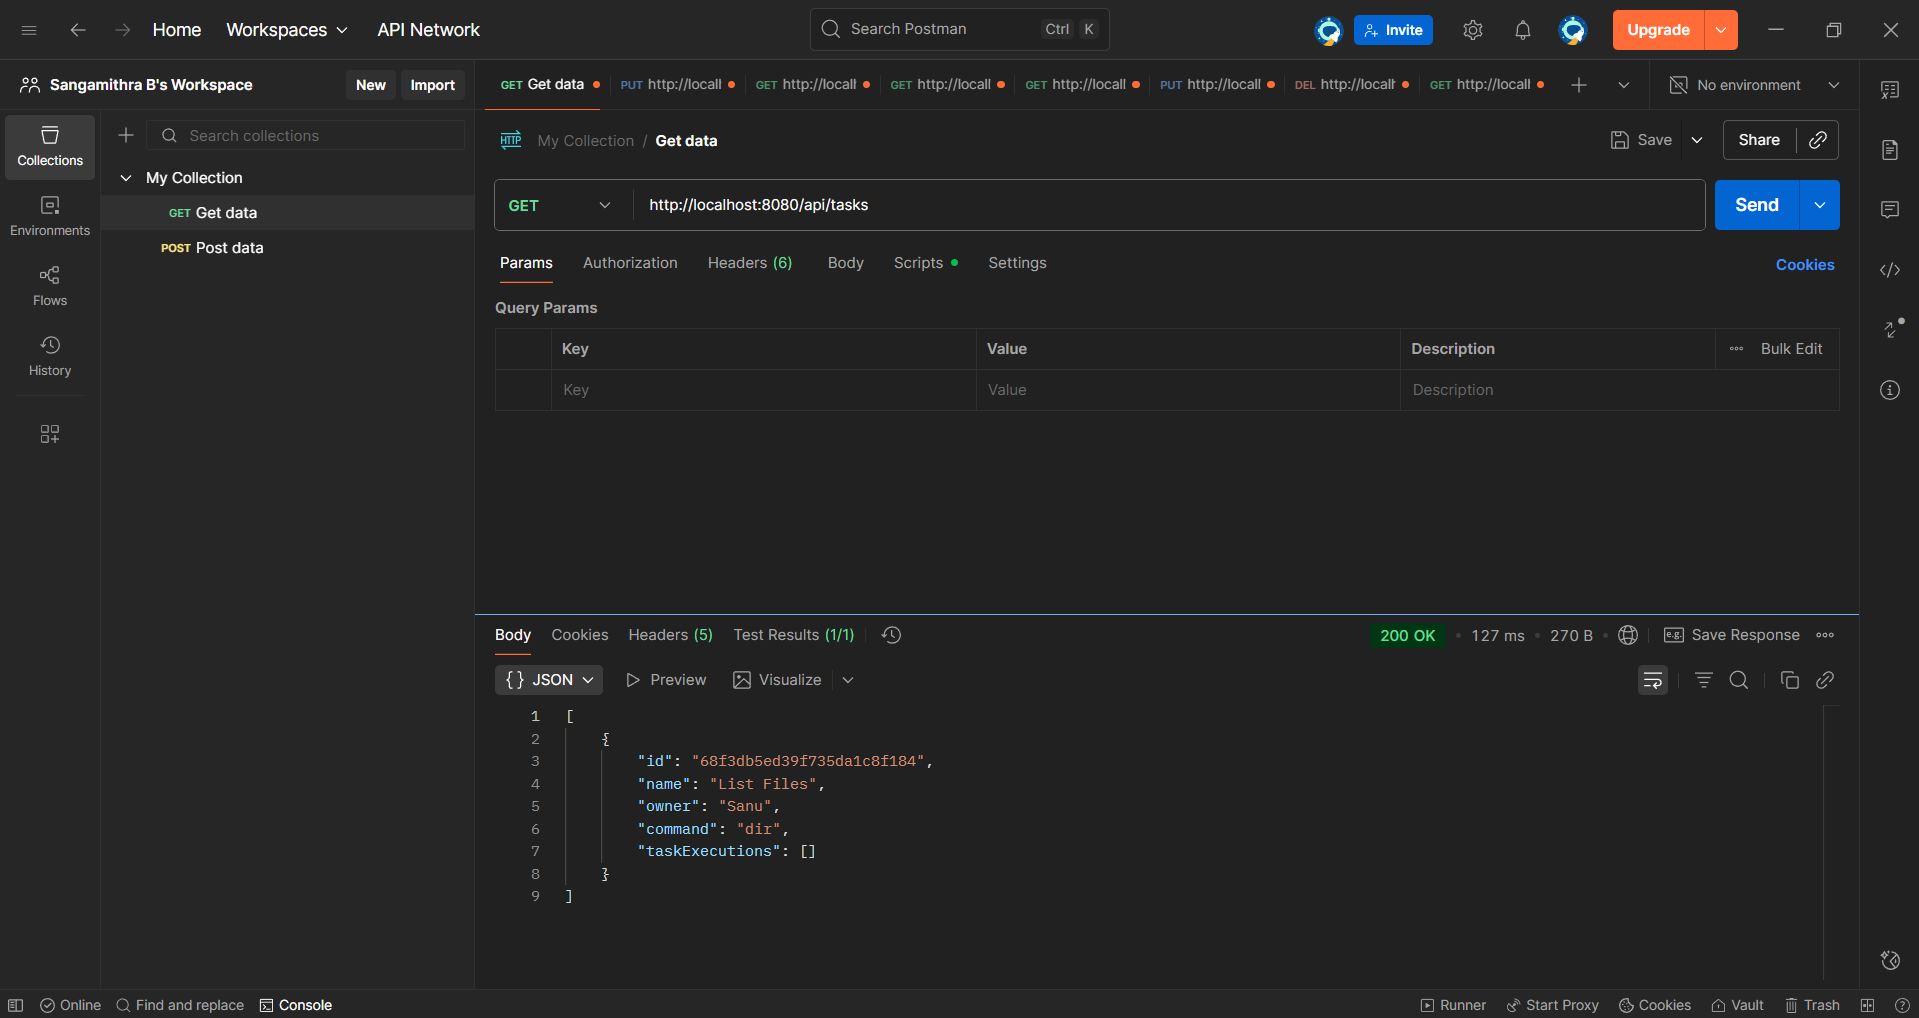 Home Workspaces API Network Search Postman Ctrl K Invite Upgrade
Sangamithra B's Workspace New Import GET Get data PUT http://locall GET http://locall GET http://locall GET http://locall PUT http://locall DEL http://localh GET http://locall No environment
Collections
Environments
Flows
History
Search collections
My Collection
GET Get data
POST Post data
HTTP My Collection / Get data Save Share
GET http://localhost:8080/api/tasks Send
Params Authorization Headers (6) Body Scripts Settings Cookies
Query Params
Key Value Description Bulk Edit
Key Value Description
Body Cookies Headers (5) Test Results (1/1) 200 OK 127 ms 270 B e.g. Save Response
{} JSON Preview Visualize
1 [
2 {
3 "id": "68f3db5ed39f735da1c8f184",
4 "name": "List Files",
5 "owner": "Sanu",
6 "command": "dir",
7 "taskExecutions": []
8 }
9 ]
Online Find and replace Console Runner Start Proxy Cookies Vault Trash